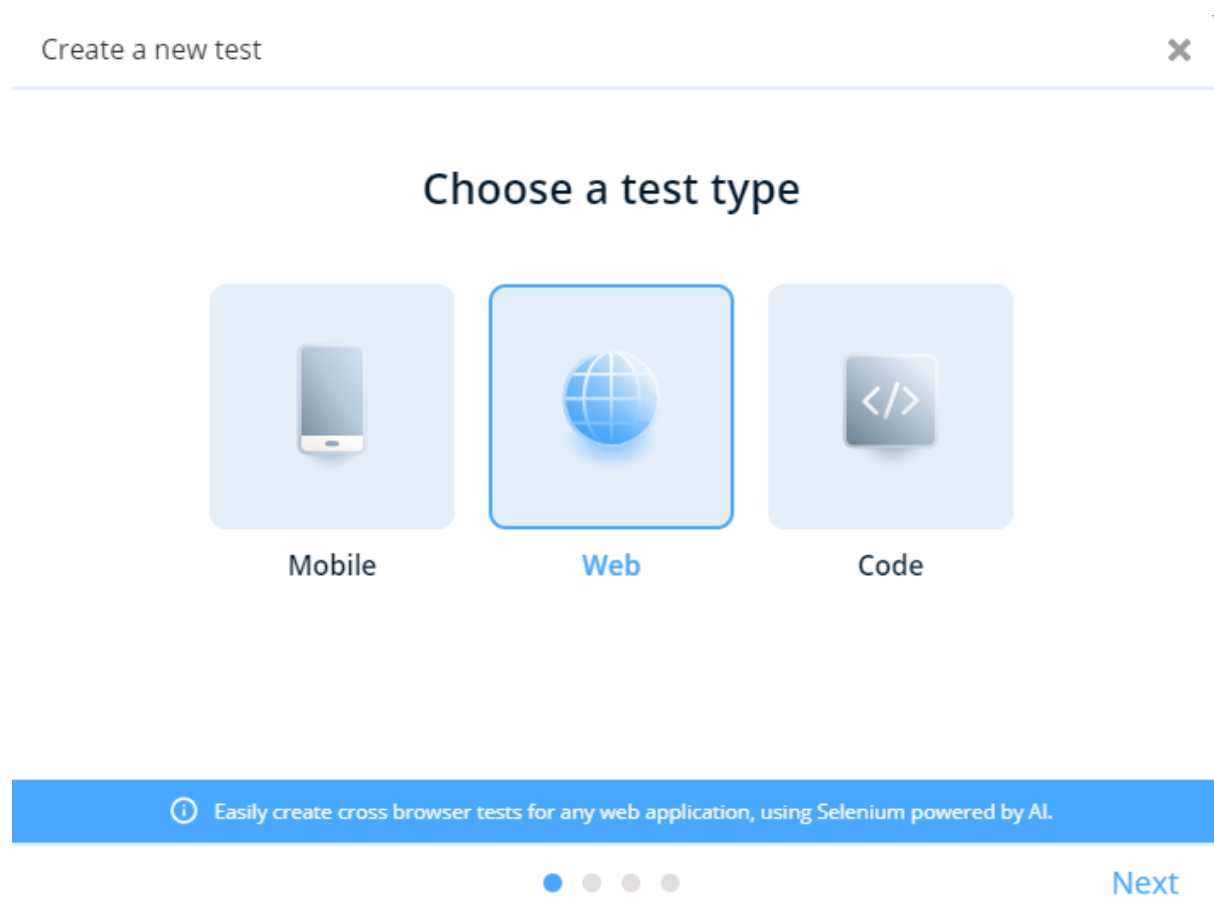 Create a new test
Choose a test type
Mobile
Web
</>
Code
Easily create cross browser tests for any web application, using Selenium powered by AI.
Next